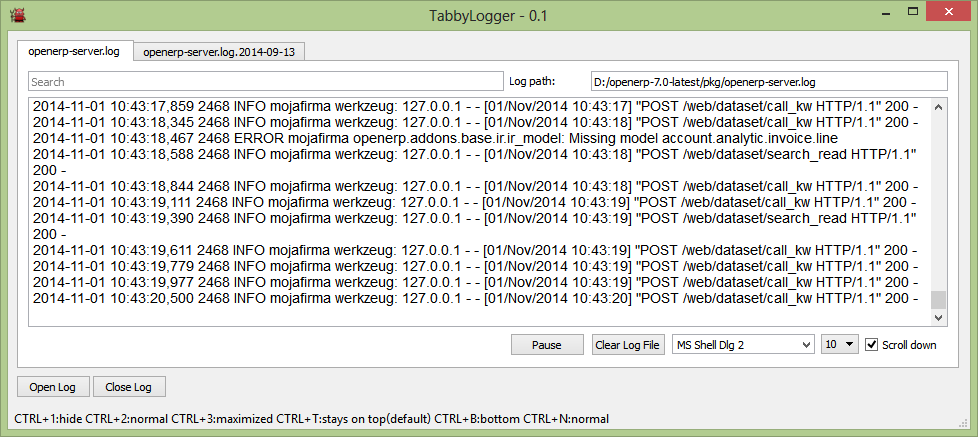 TabbyLogger - 0.1
openerp-server.log openerp-server.log.2014-09-13
Search Log path: D:/openerp-7.0-latest/pkg/openerp-server.log
2014-11-01 10:43:17,859 2468 INFO mojafirma werkzeug: 127.0.0.1 - - [01/Nov/2014 10:43:17] "POST /web/dataset/call_kw HTTP/1.1" 200 -
2014-11-01 10:43:18,345 2468 INFO mojafirma werkzeug: 127.0.0.1 - - [01/Nov/2014 10:43:18] "POST /web/dataset/call_kw HTTP/1.1" 200 -
2014-11-01 10:43:18,467 2468 ERROR mojafirma openerp.addons.base.ir.ir_model: Missing model account.analytic.invoice.line
2014-11-01 10:43:18,588 2468 INFO mojafirma werkzeug: 127.0.0.1 - - [01/Nov/2014 10:43:18] "POST /web/dataset/search_read HTTP/1.1"
200 -
2014-11-01 10:43:18,844 2468 INFO mojafirma werkzeug: 127.0.0.1 - - [01/Nov/2014 10:43:18] "POST /web/dataset/call_kw HTTP/1.1" 200 -
2014-11-01 10:43:19,111 2468 INFO mojafirma werkzeug: 127.0.0.1 - - [01/Nov/2014 10:43:19] "POST /web/dataset/call_kw HTTP/1.1" 200 -
2014-11-01 10:43:19,390 2468 INFO mojafirma werkzeug: 127.0.0.1 - - [01/Nov/2014 10:43:19] "POST /web/dataset/search_read HTTP/1.1"
200 -
2014-11-01 10:43:19,611 2468 INFO mojafirma werkzeug: 127.0.0.1 - - [01/Nov/2014 10:43:19] "POST /web/dataset/call_kw HTTP/1.1" 200 -
2014-11-01 10:43:19,779 2468 INFO mojafirma werkzeug: 127.0.0.1 - - [01/Nov/2014 10:43:19] "POST /web/dataset/call_kw HTTP/1.1" 200 -
2014-11-01 10:43:19,977 2468 INFO mojafirma werkzeug: 127.0.0.1 - - [01/Nov/2014 10:43:19] "POST /web/dataset/call_kw HTTP/1.1" 200 -
2014-11-01 10:43:20,500 2468 INFO mojafirma werkzeug: 127.0.0.1 - - [01/Nov/2014 10:43:20] "POST /web/dataset/call_kw HTTP/1.1" 200 -
Pause Clear Log File MS Shell Dlg 2 10 Scroll down
Open Log Close Log
CTRL+1:hide CTRL+2:normal CTRL+3:maximized CTRL+T:stays on top(default) CTRL+B:bottom CTRL+N:normal